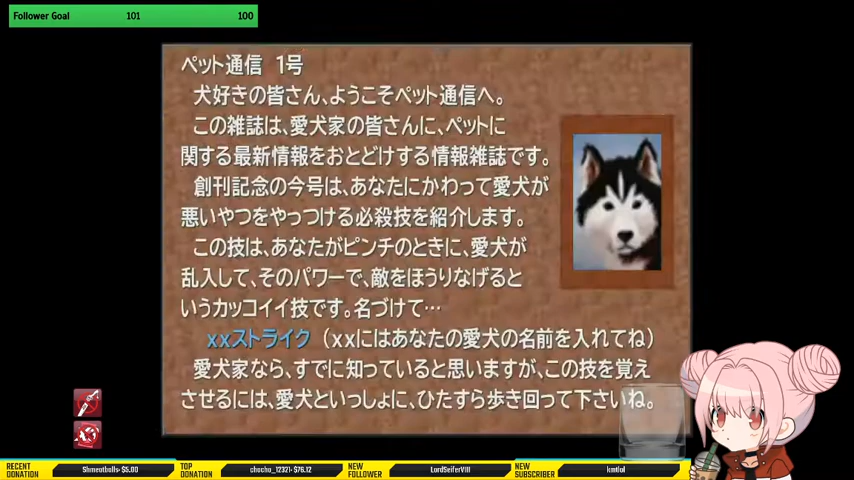 Follower Goal 101 100
ペット通信 1号
犬好きの皆さん、ようこそペット通信へ。
この雑誌は、愛犬家の皆さんに、ペットに
関する最新情報をおとどけする情報雑誌です。
創刊記念の今号は、あなたにかわって愛犬が
悪いやつをやっつける必殺技を紹介します。
この技は、あなたがピンチのときに、愛犬が
乱入して、そのパワーで、敵をほうりなげると
いうカッコイイ技です。名づけて…
xxストライク（xxにはあなたの愛犬の名前を入れてね）
愛犬家なら、すでに知っていると思いますが、この技を覚え
させるには、愛犬といっしょに、ひたすら歩き回って下さいね。
RECENT DONATION Shmeatballs: $5.00 TOP DONATION chachu_12321: $76.12 NEW FOLLOWER LordSeiferVIII NEW SUBSCRIBER lcmtlol